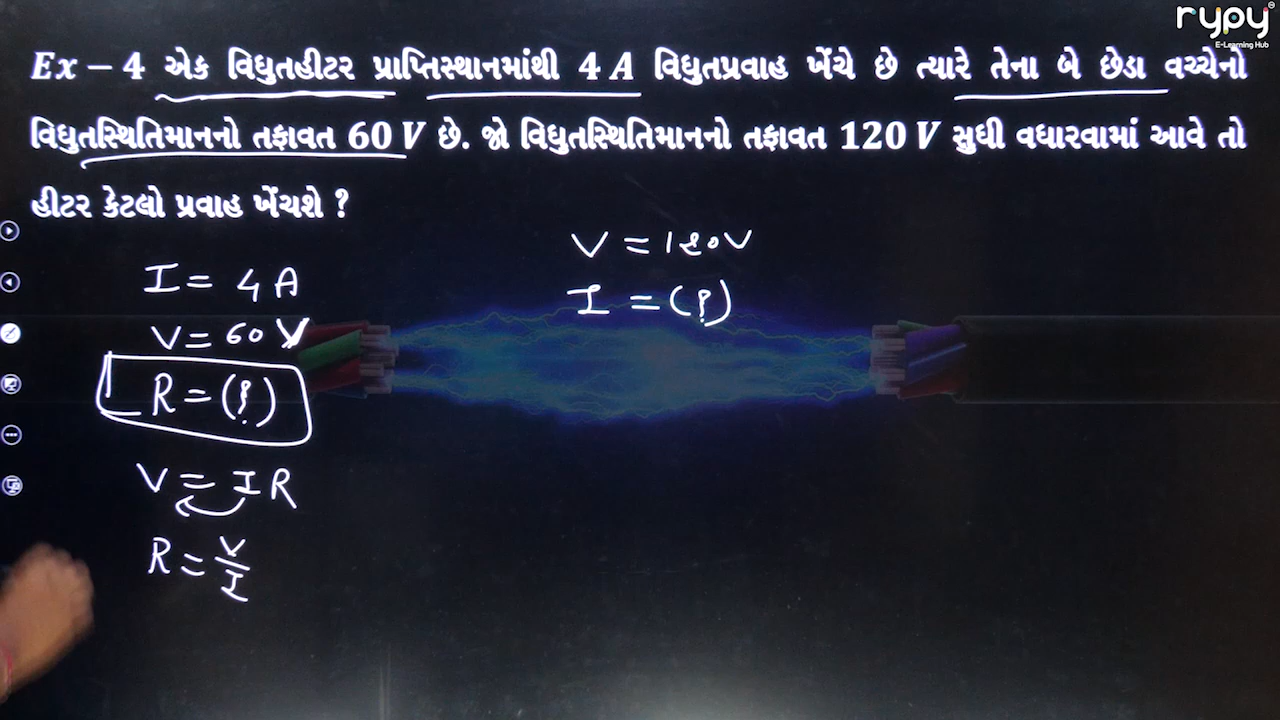 rypy
E-Learning Hub
Ex – 4 એક વિદ્યુતહીટર પ્રાપ્તિસ્થાનમાંથી 4 A વિદ્યુતપ્રવાહ ખેંચે છે ત્યારે તેના બે છેડા વચ્ચેનો
વિદ્યુતસ્થિતિમાનનો તફાવત 60 V છે. જો વિદ્યુતસ્થિતિમાનનો તફાવત 120 V સુધી વધારવામાં આવે તો
હીટર કેટલો પ્રવાહ ખેંચશે ?
I = 4 A
V = 60 V
R = (?)
V = IR
R = V/I
V = 120V
I = (?)